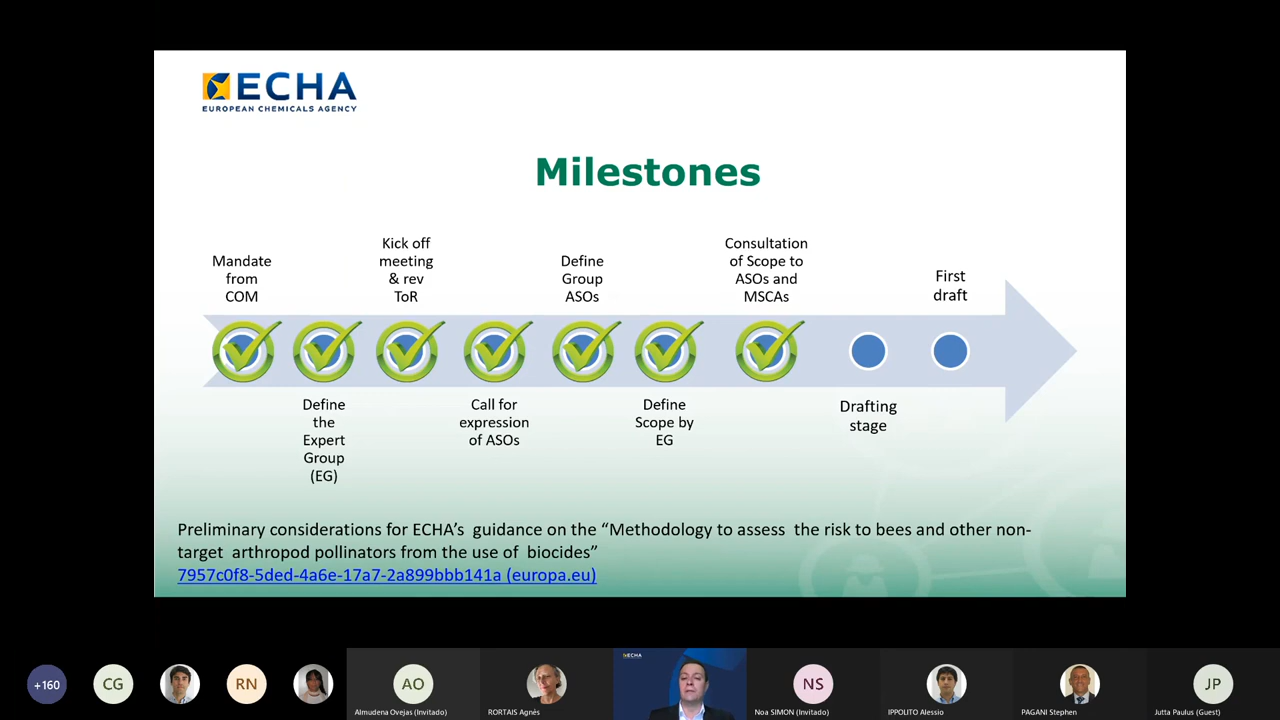 ECHA
EUROPEAN CHEMICALS AGENCY
Milestones
Mandate
from
COM
Define
the
Expert
Group
(EG)
Kick off
meeting
& rev
ToR
Call for
expression
of ASOs
Define
Group
ASOs
Define
Scope by
EG
Consultation
of Scope to
ASOs and
MSCAs
Drafting
stage
First
draft
Preliminary considerations for ECHA’s guidance on the “Methodology to assess the risk to bees and other non-
target arthropod pollinators from the use of biocides”
7957c0f8-5ded-4a6e-17a7-2a899bbb141a (europa.eu)
+160
CG
RN
AO
Almudena Ovejas (Invitado)
RORTAIS Agnès
ECHA
NS
Noa SIMON (Invitado)
IPPOLITO Alessio
PAGANI Stephen
JP
Jutta Paulus (Guest)